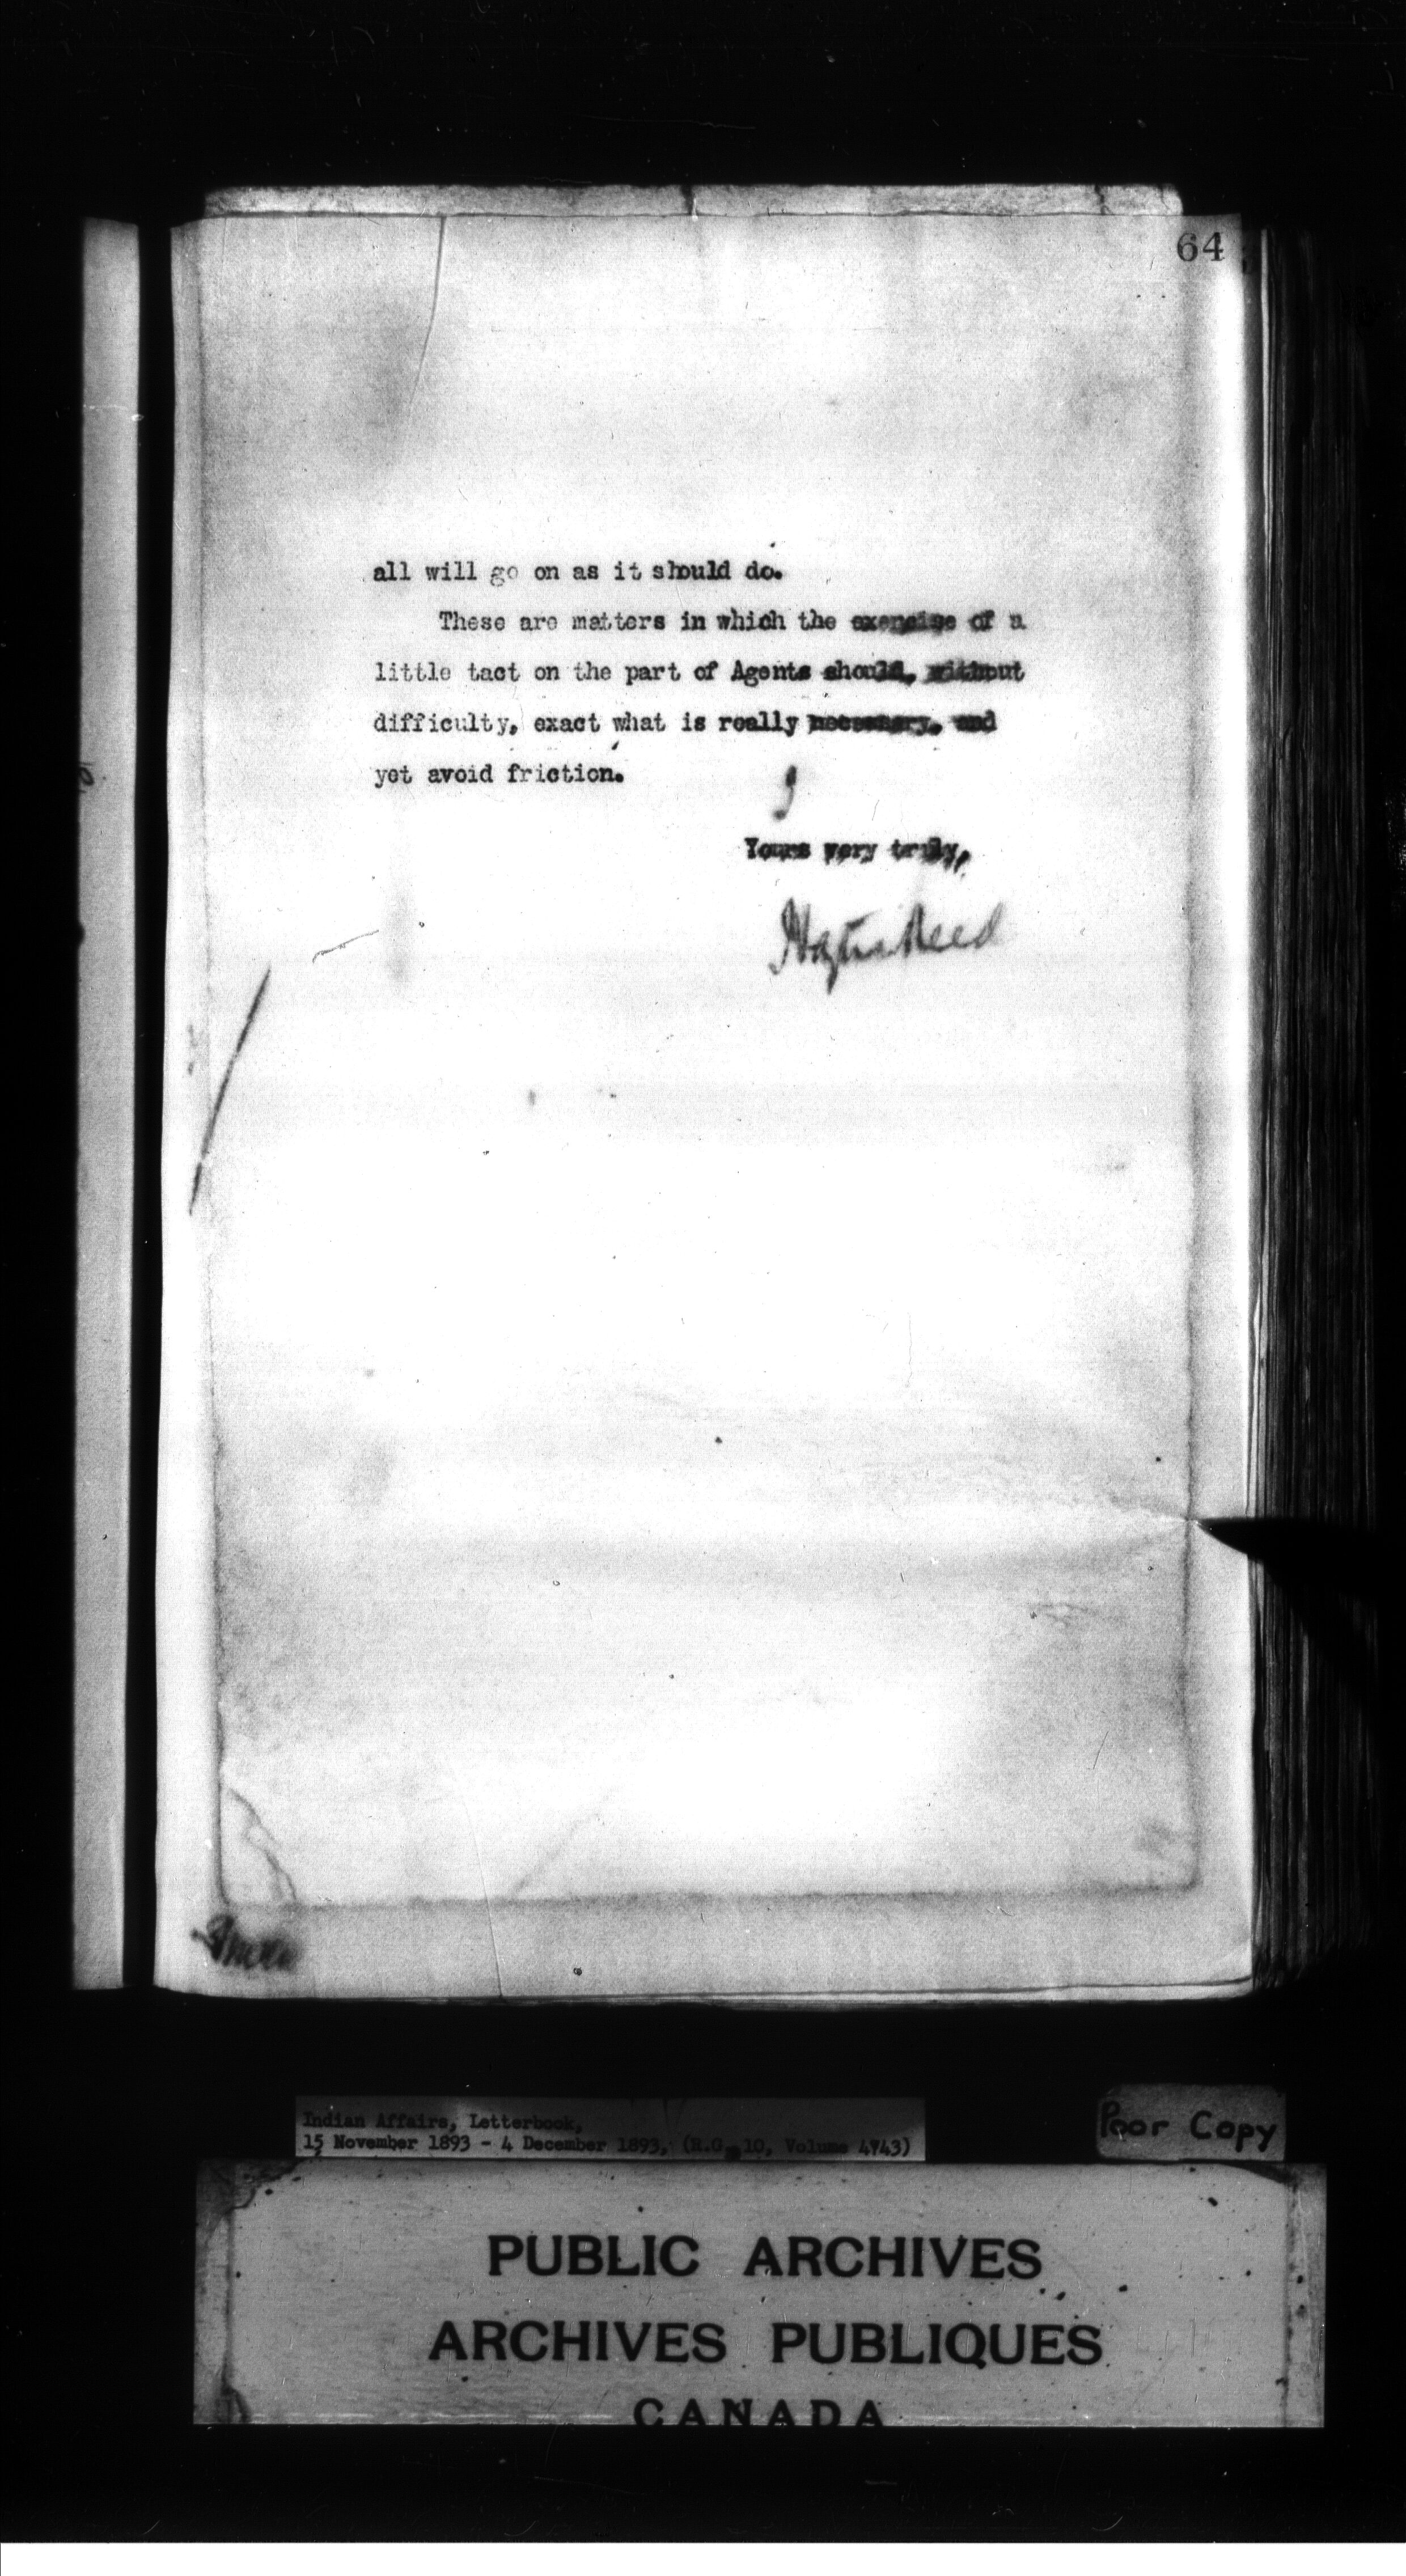 64
all will go on as it should do.
These are matters in which the exercise of a
little tact on the part of Agents should, without
difficulty, exact what is really necessary, and
yet avoid friction.
Yours very truly,
Hayter Reed
Indian Affairs, Letterbook,
15 November 1893 - 4 December 1893, (R.G. 10, Volume 4743)
Poor Copy
PUBLIC ARCHIVES
ARCHIVES PUBLIQUES
CANADA